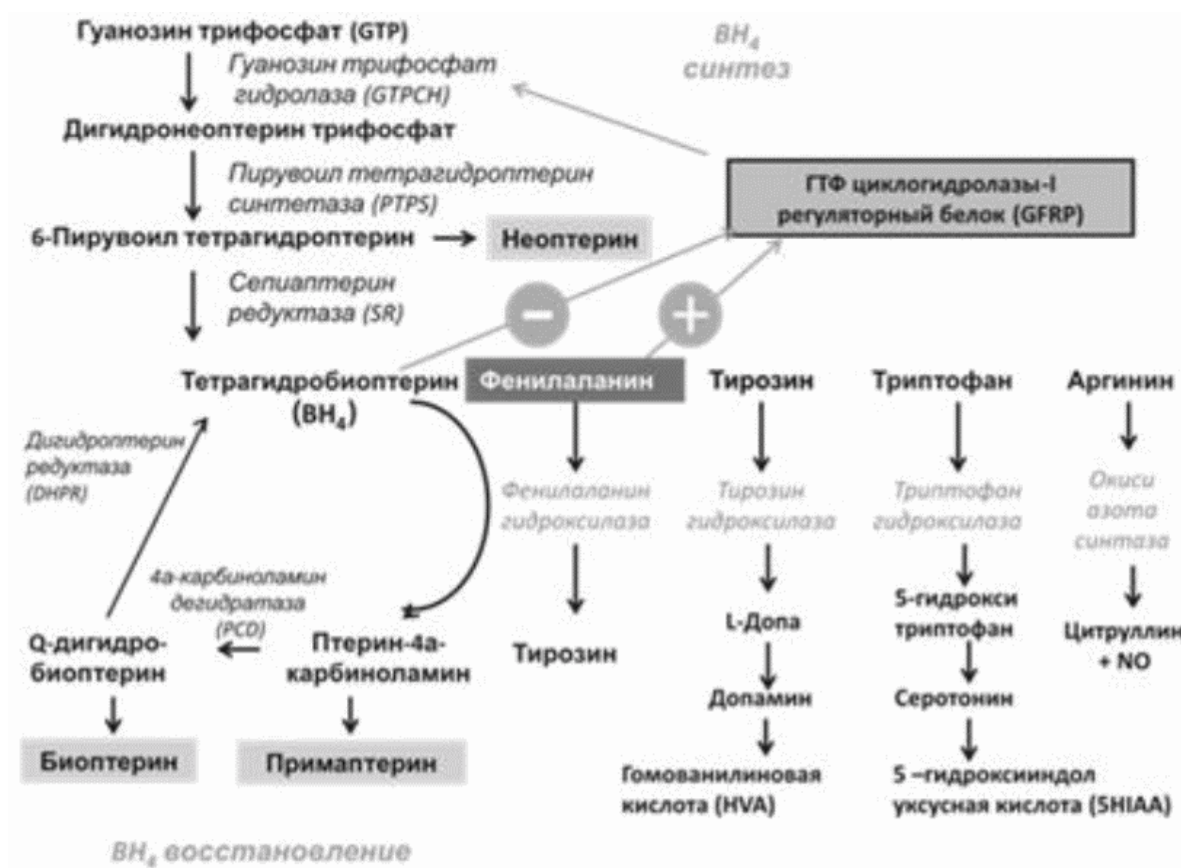 Гуанозин трифосфат (GTP)
Гуанозин трифосфат
гидролаза (GTPCH)
Дигидронеоптерин трифосфат
Пирувоил тетрагидроптерин
синтетаза (PTPS)
6-Пирувоил тетрагидроптерин
Неоптерин
Сепиаптерин
редуктаза (SR)
BH₄
синтез
ГТФ циклогидролазы-I
регуляторный белок (GFRP)
−
+
Тетрагидробиоптерин
(BH₄)
Фенилаланин
Тирозин
Триптофан
Аргинин
Дигидроптерин
редуктаза
(DHPR)
Фенилаланин
гидроксилаза
Тирозин
гидроксилаза
Триптофан
гидроксилаза
Окиси
азота
синтаза
4а-карбиноламин
дегидратаза
(PCD)
Q-дигидро-
биоптерин
Птерин-4а-
карбиноламин
Тирозин
L-Допа
5-гидрокси
триптофан
Цитруллин
+ NO
Допамин
Серотонин
Биоптерин
Примаптерин
Гомованилиновая
кислота (HVA)
5 –гидроксииндол
уксусная кислота (5HIAA)
BH₄ восстановление